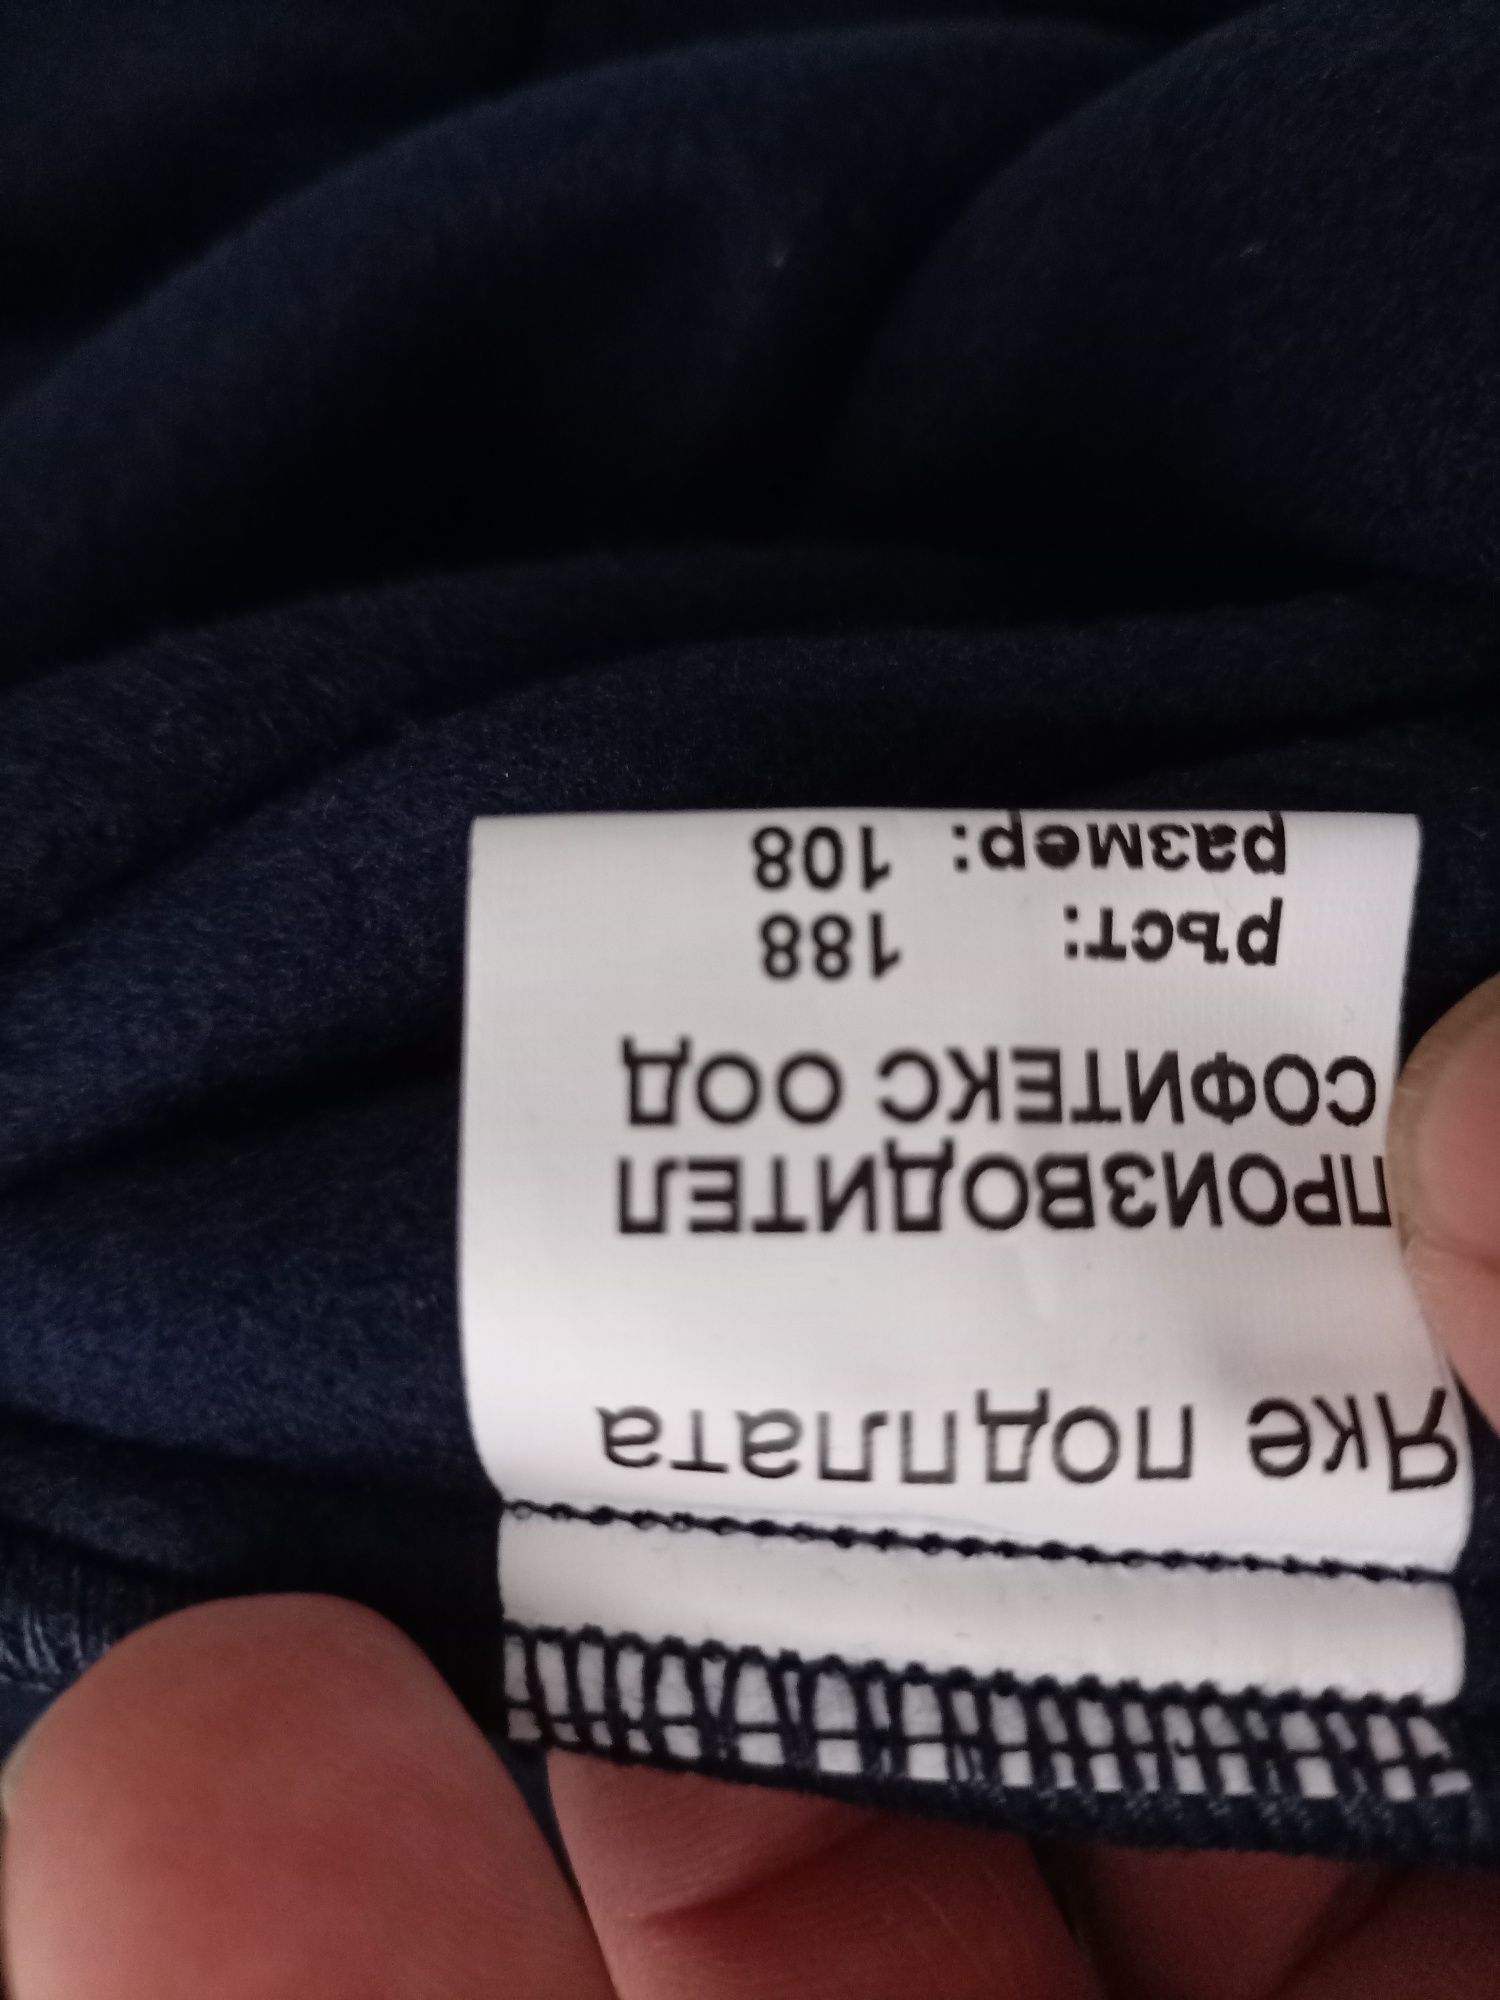 Яке подплата
ПРОИЗВОДИТЕЛ
СОФИТЕКС ООД
ръст: 188
размер: 108